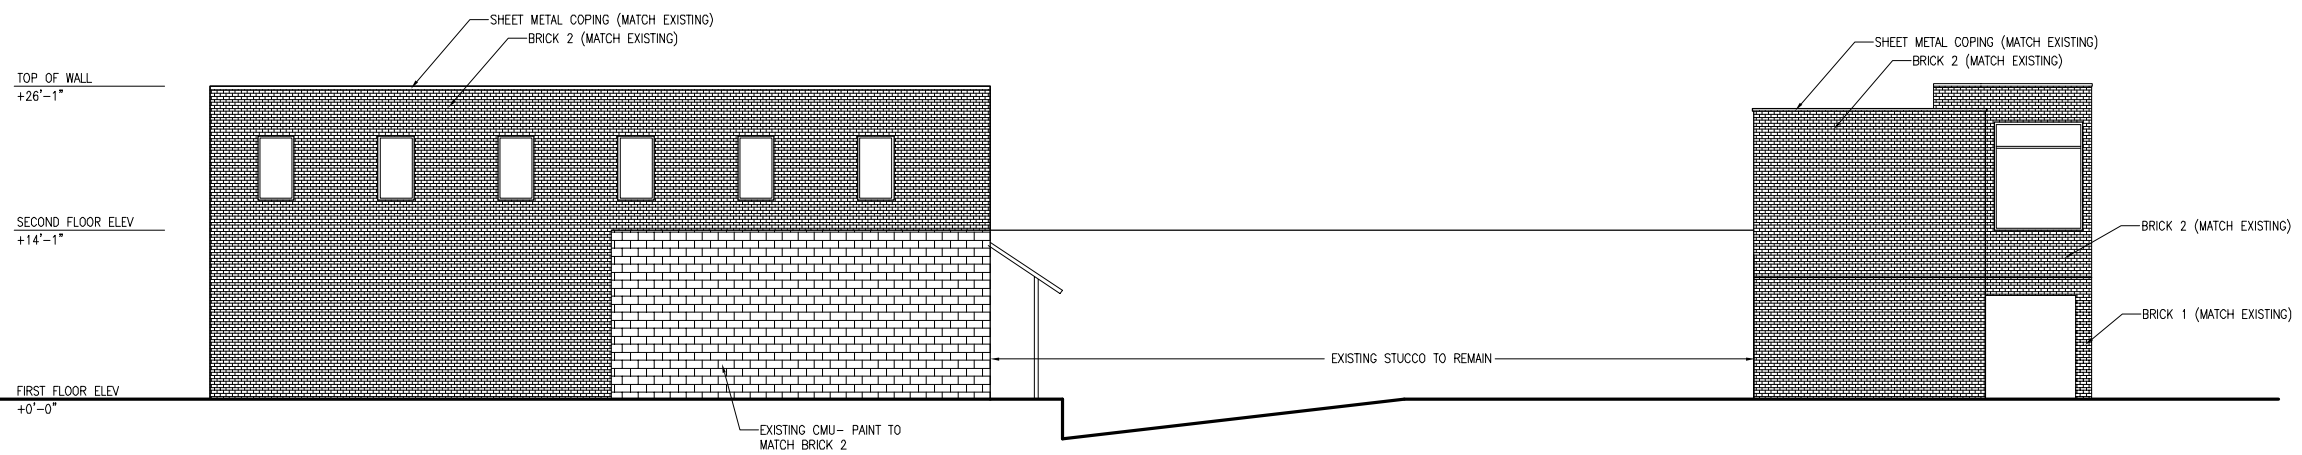 SHEET METAL COPING (MATCH EXISTING)
BRICK 2 (MATCH EXISTING)
SHEET METAL COPING (MATCH EXISTING)
BRICK 2 (MATCH EXISTING)
TOP OF WALL
+26'-1"
SECOND FLOOR ELEV
+14'-1"
BRICK 2 (MATCH EXISTING)
BRICK 1 (MATCH EXISTING)
EXISTING STUCCO TO REMAIN
FIRST FLOOR ELEV
+0'-0"
EXISTING CMU- PAINT TO
MATCH BRICK 2